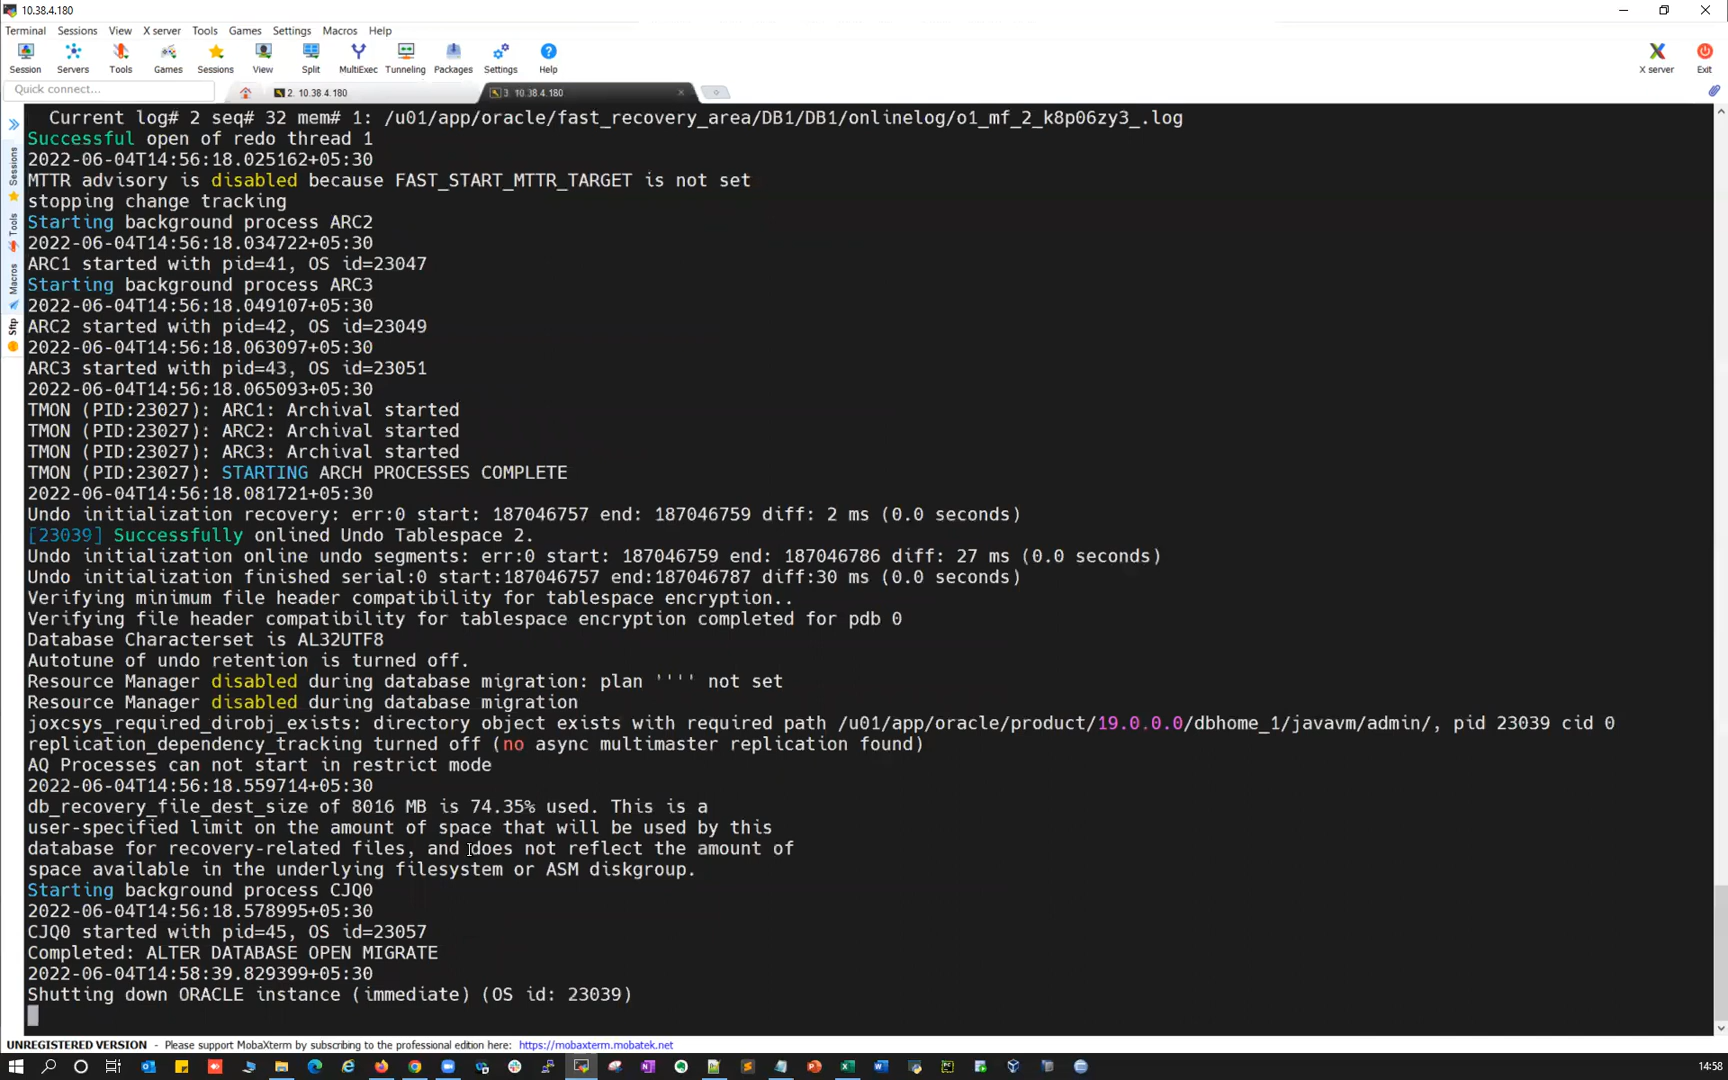 10.38.4.180
Terminal Sessions View X server Tools Games Settings Macros Help
Session Servers Tools Games Sessions View Split MultiExec Tunneling Packages Settings Help X server Exit
Quick connect...
2. 10.38.4.180
3. 10.38.4.180
Sessions
Tools
Macros
Sftp
Current log# 2 seq# 32 mem# 1: /u01/app/oracle/fast_recovery_area/DB1/DB1/onlinelog/o1_mf_2_k8p06zy3_.log
Successful open of redo thread 1
2022-06-04T14:56:18.025162+05:30
MTTR advisory is disabled because FAST_START_MTTR_TARGET is not set
stopping change tracking
Starting background process ARC2
2022-06-04T14:56:18.034722+05:30
ARC1 started with pid=41, OS id=23047
Starting background process ARC3
2022-06-04T14:56:18.049107+05:30
ARC2 started with pid=42, OS id=23049
2022-06-04T14:56:18.063097+05:30
ARC3 started with pid=43, OS id=23051
2022-06-04T14:56:18.065093+05:30
TMON (PID:23027): ARC1: Archival started
TMON (PID:23027): ARC2: Archival started
TMON (PID:23027): ARC3: Archival started
TMON (PID:23027): STARTING ARCH PROCESSES COMPLETE
2022-06-04T14:56:18.081721+05:30
Undo initialization recovery: err:0 start: 187046757 end: 187046759 diff: 2 ms (0.0 seconds)
[23039] Successfully onlined Undo Tablespace 2.
Undo initialization online undo segments: err:0 start: 187046759 end: 187046786 diff: 27 ms (0.0 seconds)
Undo initialization finished serial:0 start:187046757 end:187046787 diff:30 ms (0.0 seconds)
Verifying minimum file header compatibility for tablespace encryption..
Verifying file header compatibility for tablespace encryption completed for pdb 0
Database Characterset is AL32UTF8
Autotune of undo retention is turned off.
Resource Manager disabled during database migration: plan '''' not set
Resource Manager disabled during database migration
joxcsys_required_dirobj_exists: directory object exists with required path /u01/app/oracle/product/19.0.0.0/dbhome_1/javavm/admin/, pid 23039 cid 0
replication_dependency_tracking turned off (no async multimaster replication found)
AQ Processes can not start in restrict mode
2022-06-04T14:56:18.559714+05:30
db_recovery_file_dest_size of 8016 MB is 74.35% used. This is a
user-specified limit on the amount of space that will be used by this
database for recovery-related files, and does not reflect the amount of
space available in the underlying filesystem or ASM diskgroup.
Starting background process CJQ0
2022-06-04T14:56:18.578995+05:30
CJQ0 started with pid=45, OS id=23057
Completed: ALTER DATABASE OPEN MIGRATE
2022-06-04T14:58:39.829399+05:30
Shutting down ORACLE instance (immediate) (OS id: 23039)
UNREGISTERED VERSION - Please support MobaXterm by subscribing to the professional edition here: https://mobaxterm.mobatek.net
14:58